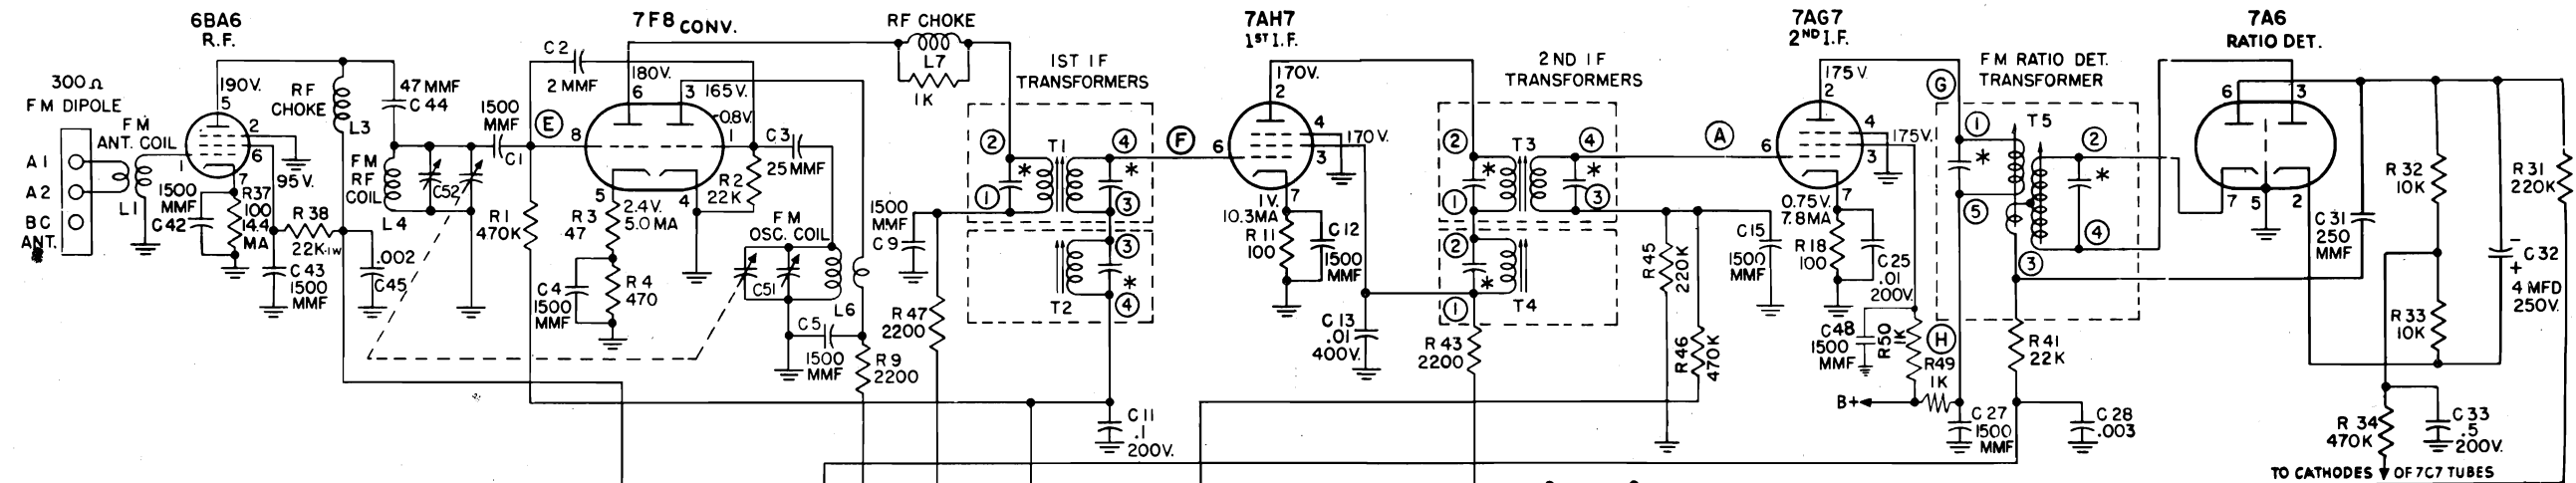 6BA6
R.F.
300Ω
FM DIPOLE
A1
A2
BC
ANT.
FM
ANT. COIL
L1
190V.
5
2
6
1
7
95V.
1500
MMF
C42
R37
100
14.4
MA
R38
22K-1W
C43
1500
MMF
RF
CHOKE
L3
47MMF
C44
FM
RF
COIL
L4
C52
.002
C45
1500
MMF
C1
E
7F8 CONV.
C2
2 MMF
180V.
6
3
165V.
-0.8V.
8
1
5
4
2.4V.
5.0MA
R1
470K
R3
47
C4
1500
MMF
R4
470
R2
22K
C3
25MMF
FM
OSC. COIL
C51
L6
C5
1500
MMF
R9
2200
RF CHOKE
L7
1K
1500
MMF
C9
R47
2200
1ST IF
TRANSFORMERS
T1
2
1
4
3
*
*
T2
3
4
*
C11
.1
200V.
F
7AH7
1ST I.F.
170V.
2
6
4
3
170V.
7
1V.
10.3MA
R11
100
C12
1500
MMF
C13
.01
400V.
2ND IF
TRANSFORMERS
T3
2
1
4
3
*
*
T4
2
1
*
R43
2200
R45
220K
R46
470K
C15
1500
MMF
A
7AG7
2ND I.F.
175V.
2
6
4
3
175V.
7
0.75V.
7.8MA
R18
100
C25
.01
200V.
C48
1500
MMF
R50
1K
B+
R49
1K
G
H
C27
1500
MMF
FM RATIO DET.
TRANSFORMER
T5
1
5
2
4
3
*
*
R41
22K
C28
.003
7A6
RATIO DET.
6
3
7
5
2
C31
250
MMF
R32
10K
R33
10K
C32
-
+
4 MFD
250V.
R31
220K
R34
470K
C33
.5
200V.
TO CATHODES OF 7C7 TUBES